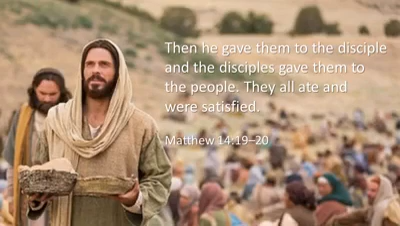 Then he gave them to the disciple
and the disciples gave them to
the people. They all ate and
were satisfied.
Matthew 14:19–20